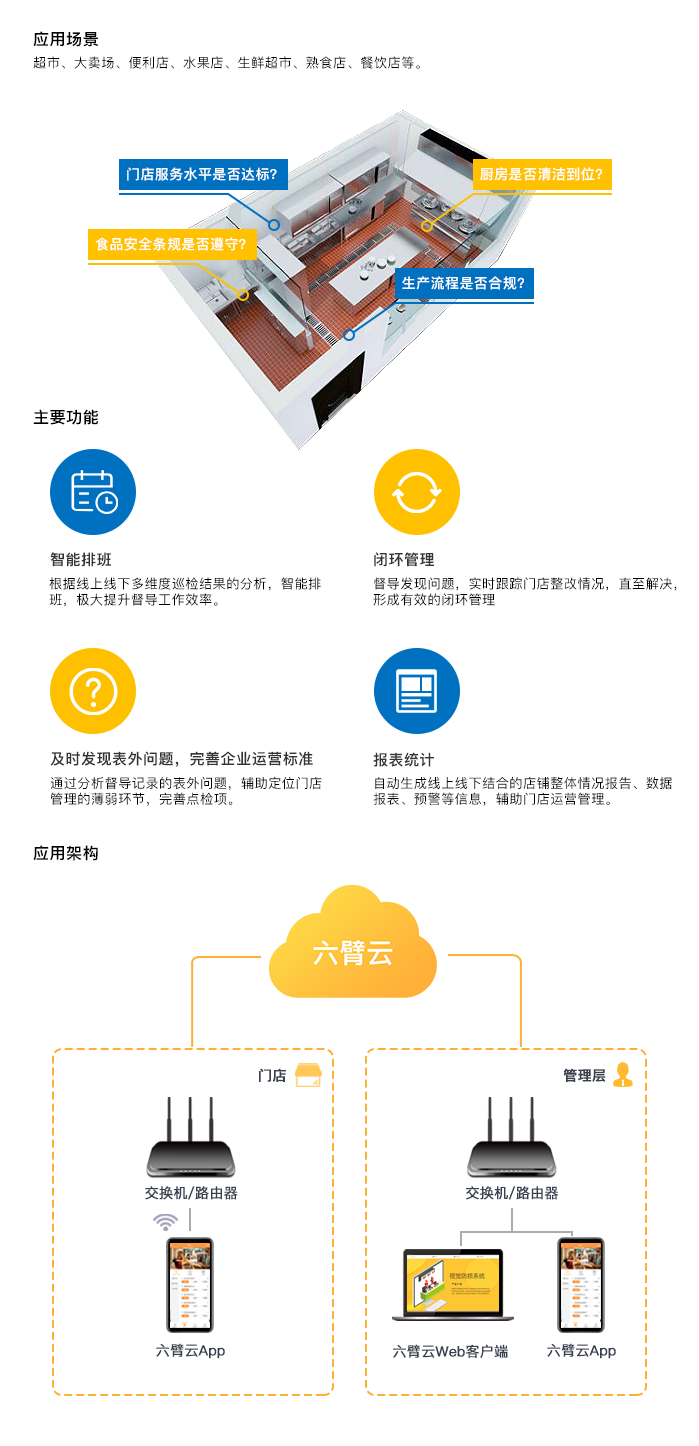 应用场景
超市、大卖场、便利店、水果店、生鲜超市、熟食店、餐饮店等。
门店服务水平是否达标?
厨房是否清洁到位?
食品安全条规是否遵守?
生产流程是否合规?
主要功能
智能排班
根据线上线下多维度巡检结果的分析，智能排
班，极大提升督导工作效率。
闭环管理
督导发现问题，实时跟踪门店整改情况，直至解决，
形成有效的闭环管理
及时发现表外问题，完善企业运营标准
通过分析督导记录的表外问题，辅助定位门店
管理的薄弱环节，完善点检项。
报表统计
自动生成线上线下结合的店铺整体情况报告、数据
报表、预警等信息，辅助门店运营管理。
应用架构
六臂云
门店
管理层
交换机/路由器
交换机/路由器
视觉防损系统
六臂云App
六臂云Web客户端
六臂云App